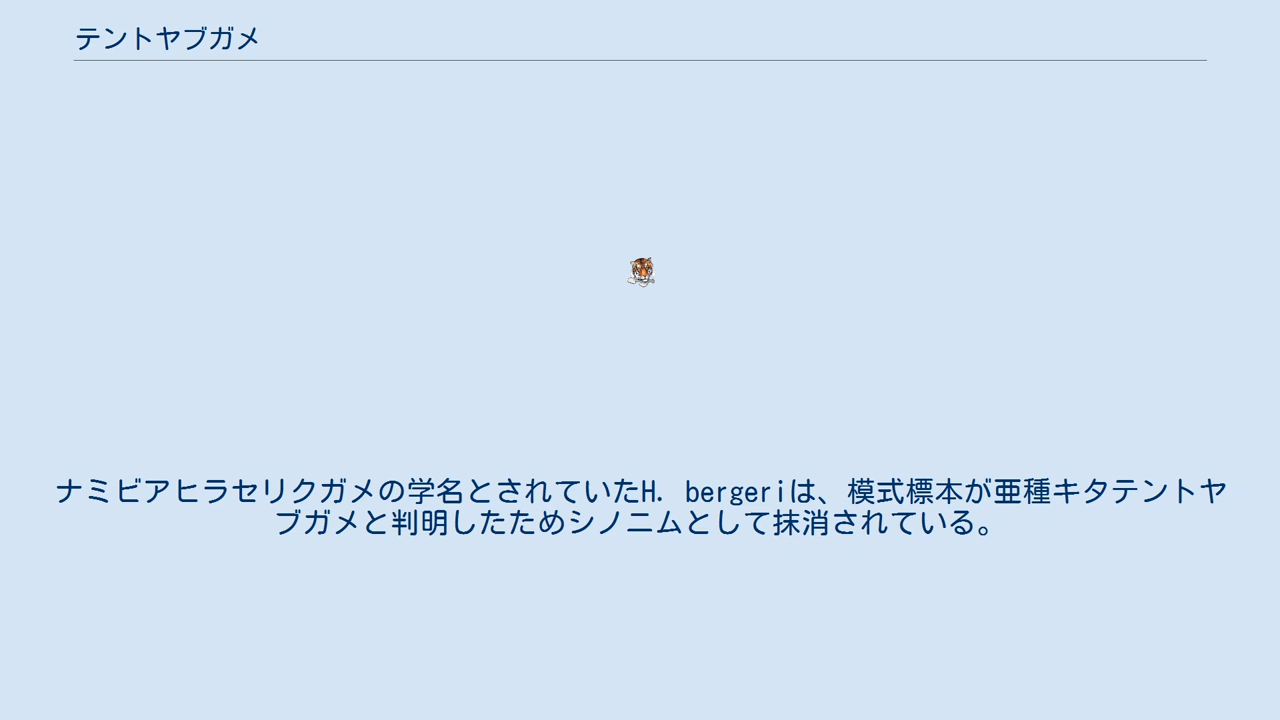 テントヤブガメ
ナミビアヒラセリクガメの学名とされていたH. bergeriは、模式標本が亜種キタテントヤ
ブガメと判明したためシノニムとして抹消されている。